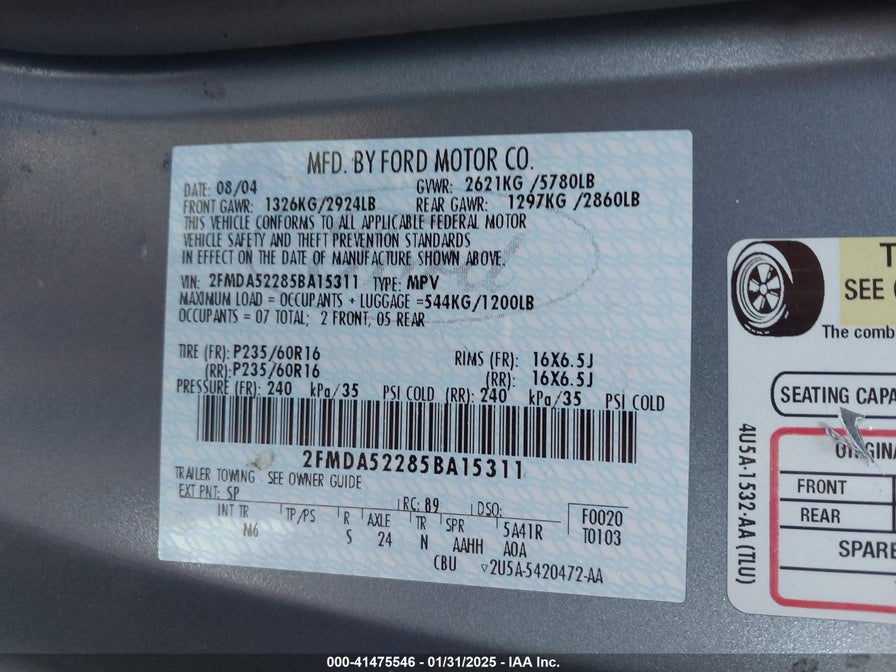 MFD. BY FORD MOTOR CO.
DATE: 08/04 GVWR: 2621KG /5780LB
FRONT GAWR: 1326KG/2924LB REAR GAWR: 1297KG /2860LB
THIS VEHICLE CONFORMS TO ALL APPLICABLE FEDERAL MOTOR
VEHICLE SAFETY AND THEFT PREVENTION STANDARDS
IN EFFECT ON THE DATE OF MANUFACTURE SHOWN ABOVE.
VIN: 2FMDA52285BA15311 TYPE: MPV
MAXIMUM LOAD = OCCUPANTS + LUGGAGE =544KG/1200LB
OCCUPANTS = 07 TOTAL; 2 FRONT, 05 REAR
TIRE (FR): P235/60R16 RIMS (FR): 16X6.5J
(RR): P235/60R16 (RR): 16X6.5J
PRESSURE (FR): 240 kPa/35 PSI COLD (RR): 240 kPa/35 PSI COLD
2FMDA52285BA15311
TRAILER TOWING - SEE OWNER GUIDE
EXT PNT: SP RC: 89 DSO: F0020
INT TR TP/PS R AXLE TR SPR 5A41R T0103
M6 S 24 N AAHH A0A
CBU ▽2U5A-5420472-AA
SEE
The comb
SEATING CAPA
ORIGINA
FRONT
REAR
SPARE
4U5A-1532-AA (TLU)
000-41475546 - 01/31/2025 - IAA Inc.